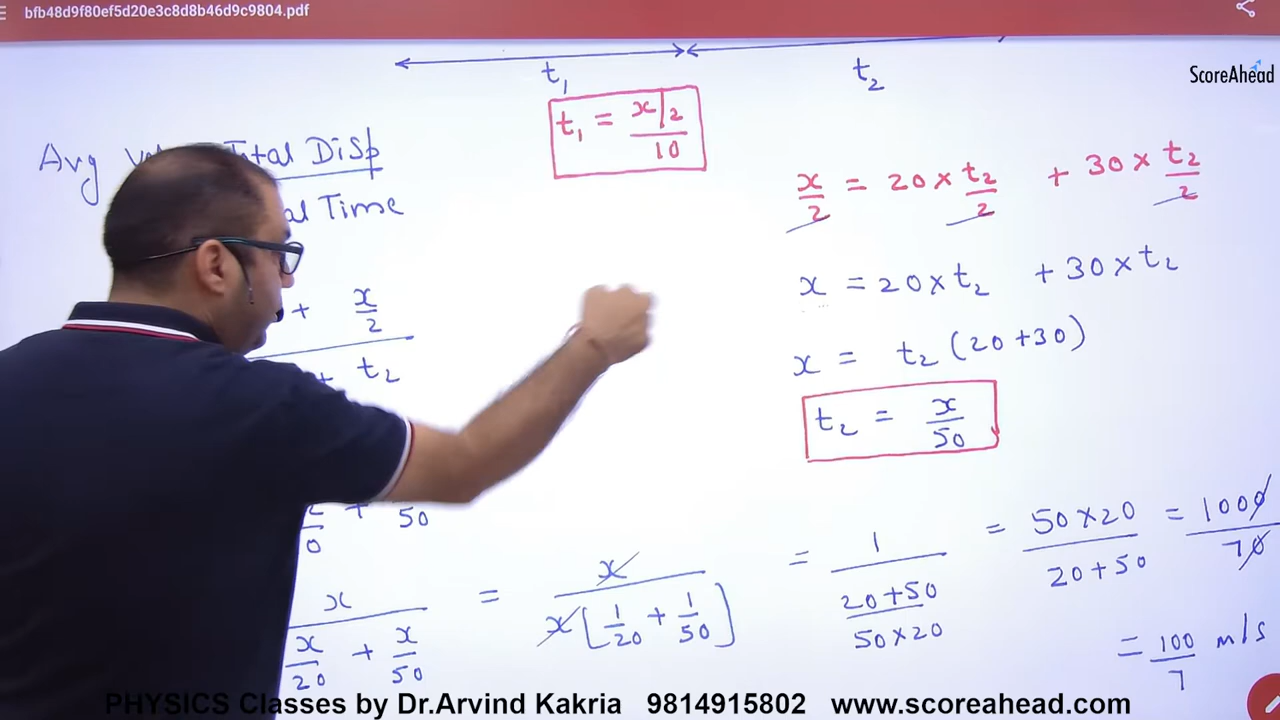 bfb48d9f80ef5d20e3c8d8b46d9c9804.pdf
ScoreAhead
t₁ t₂
t₁ = x/2 / 10
Avg Total Disp
Time
x/2 = 20 × t₂/2 + 30 × t₂/2
+ x/2
x = 20 × t₂ + 30 × t₂
+ t₂
x = t₂ (20 + 30)
t₂ = x/50
+ 50
x / (x/20 + x/50) = x / x[1/20 + 1/50] = 1 / (20+50 / 50×20) = 50×20 / 20+50 = 1000/70
= 100/7 m/s
PHYSICS Classes by Dr.Arvind Kakria 9814915802 www.scoreahead.com